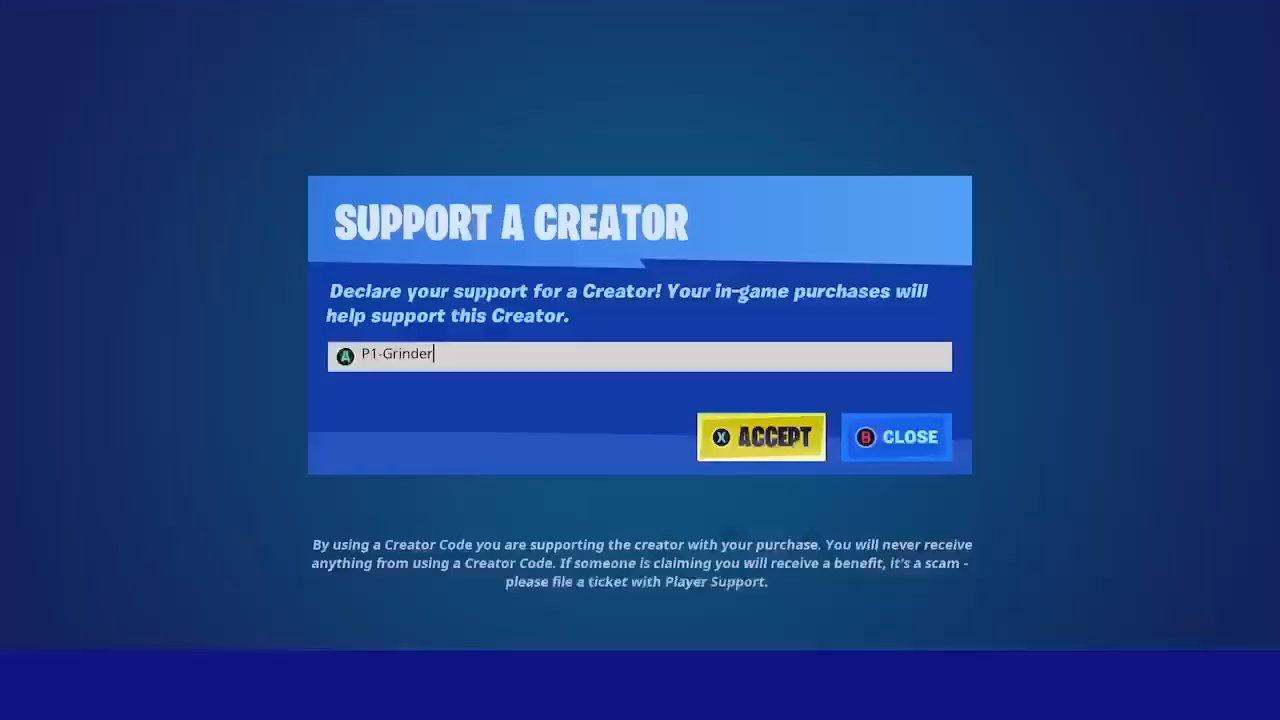 SUPPORT A CREATOR
Declare your support for a Creator! Your in-game purchases will
help support this Creator.
A P1-Grinder
X ACCEPT B CLOSE
By using a Creator Code you are supporting the creator with your purchase. You will never receive
anything from using a Creator Code. If someone is claiming you will receive a benefit, it's a scam -
please file a ticket with Player Support.